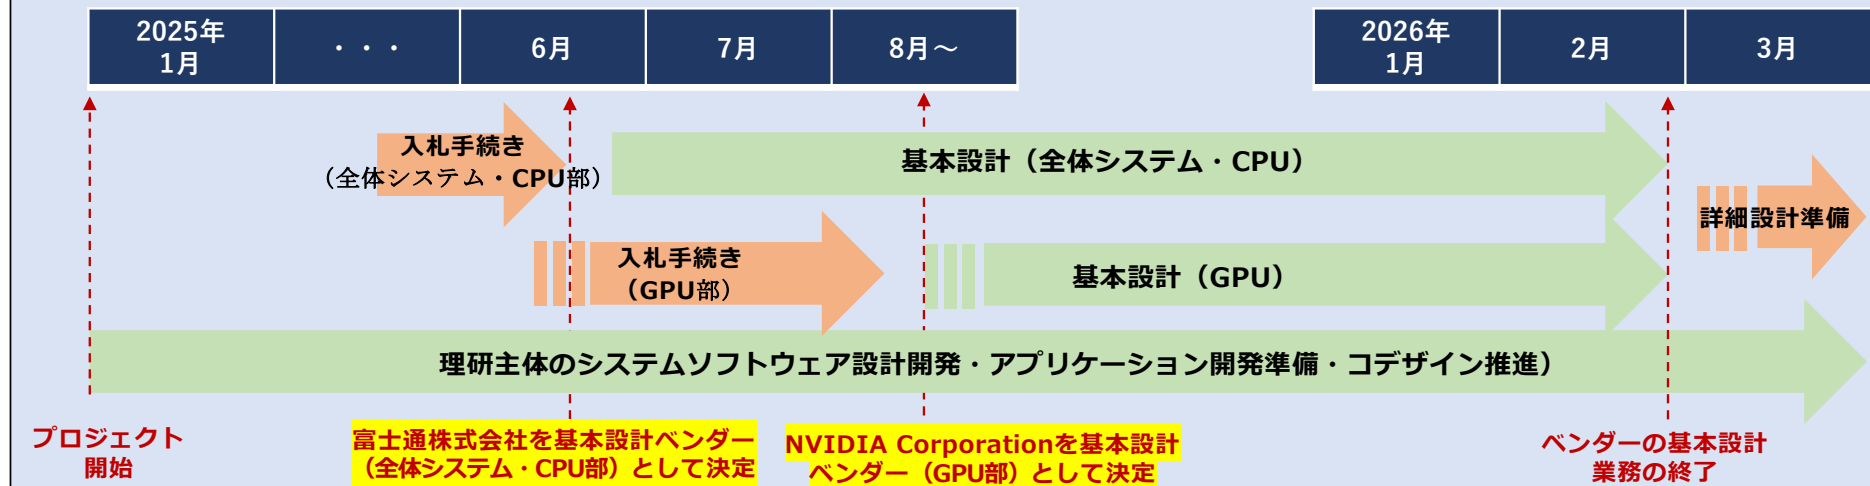 2025年
1月
・・・
6月
7月
8月～
2026年
1月
2月
3月
入札手続き
（全体システム・CPU部）
基本設計（全体システム・CPU）
詳細設計準備
入札手続き
（GPU部）
基本設計（GPU）
理研主体のシステムソフトウェア設計開発・アプリケーション開発準備・コデザイン推進）
プロジェクト
開始
富士通株式会社を基本設計ベンダー
（全体システム・CPU部）として決定
NVIDIA Corporationを基本設計
ベンダー（GPU部）として決定
ベンダーの基本設計
業務の終了